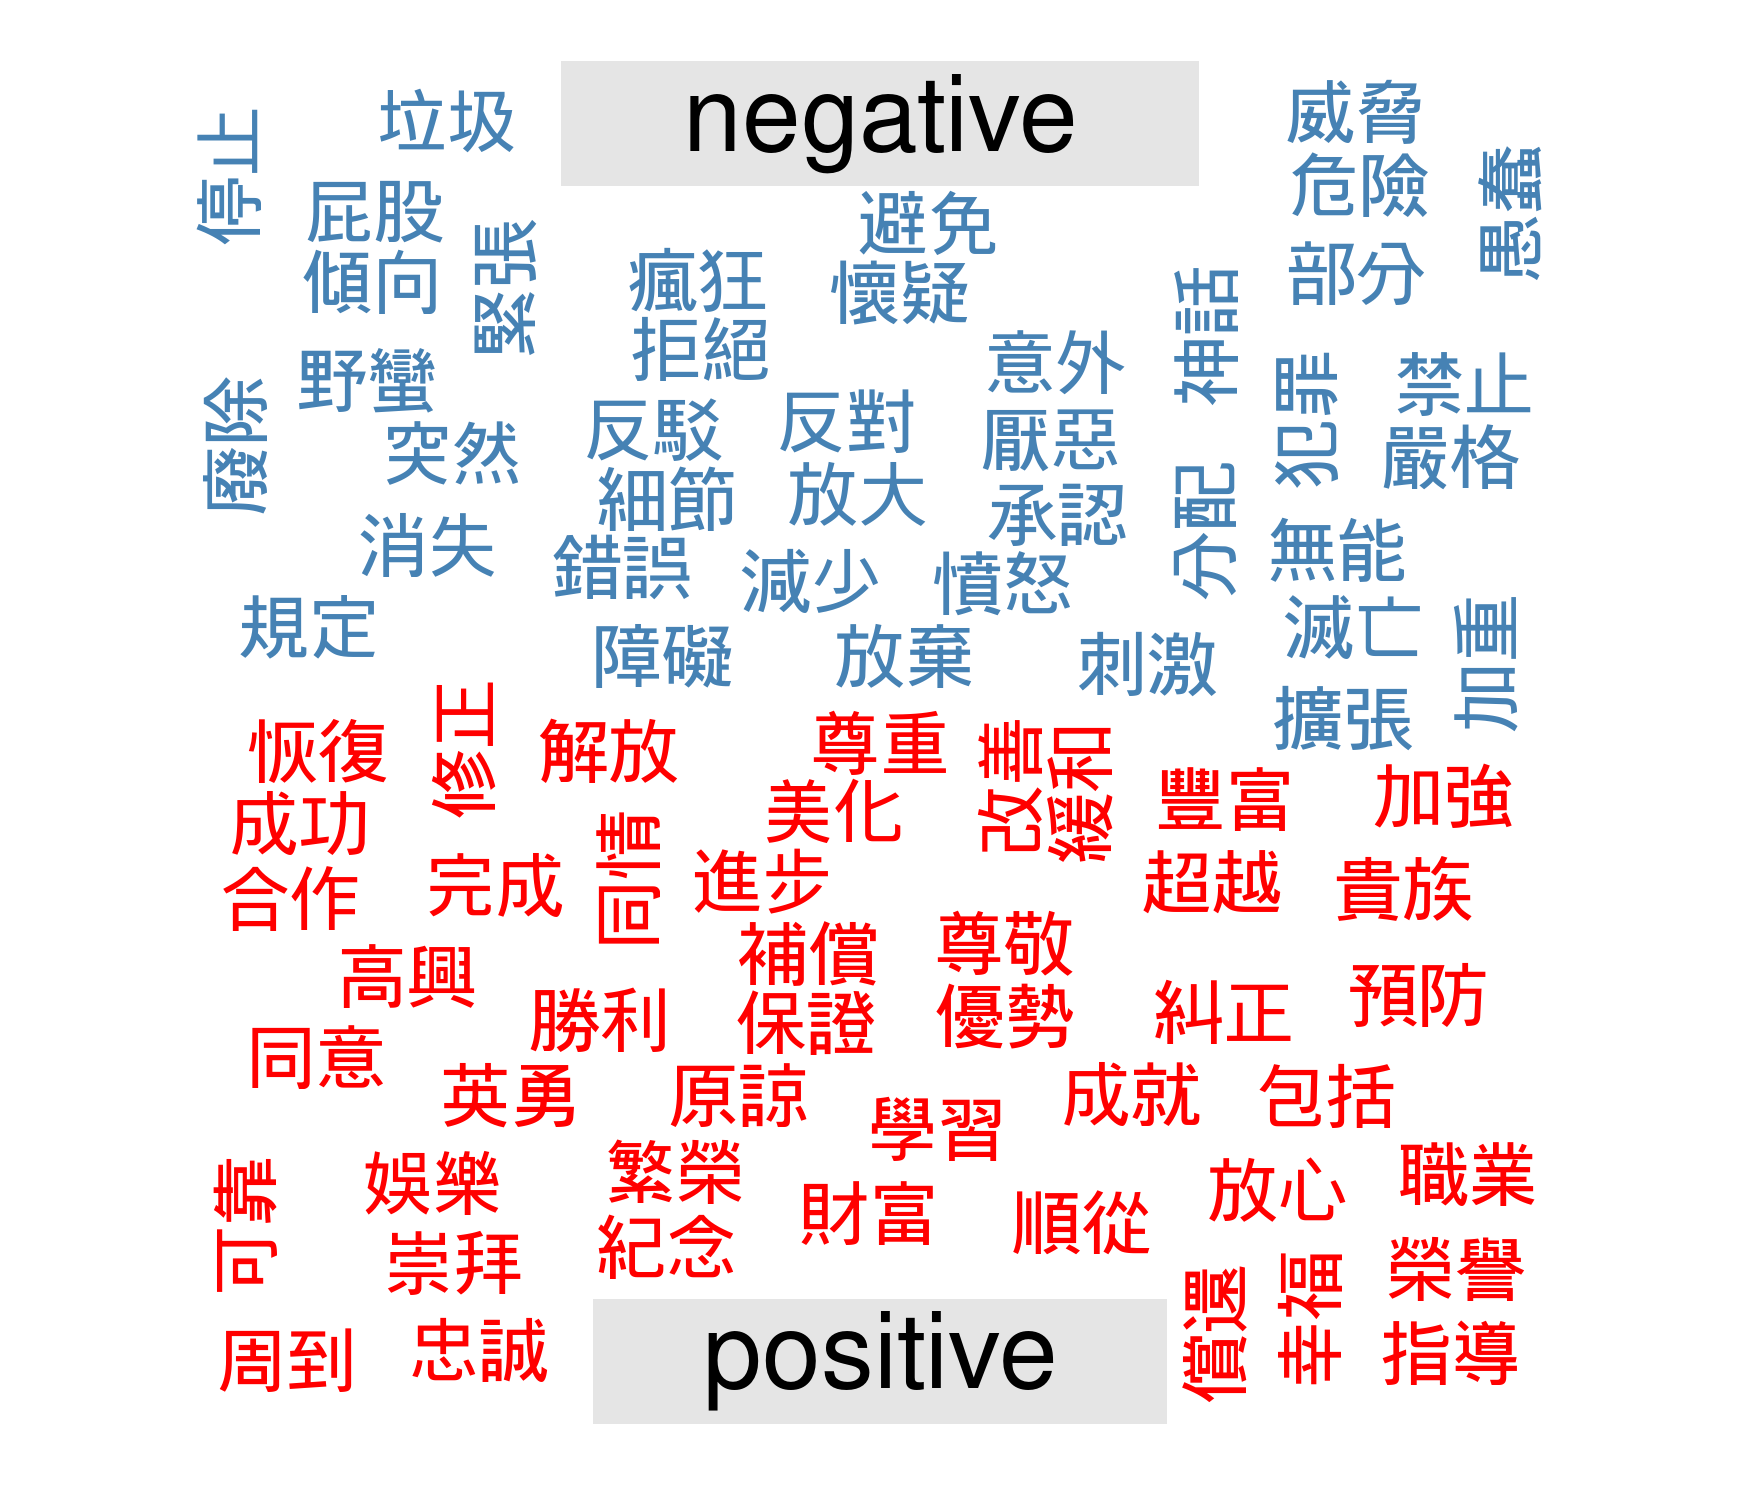 negative
停止
垃圾
威脅
危險
愚蠢
屁股
避免
傾向
緊張
瘋狂
懷疑
部分
神話
拒絕
意外
野蠻
廢除
犯罪
禁止
突然
反駁
反對
厭惡
嚴格
細節
放大
承認
分配
消失
錯誤
減少
憤怒
無能
規定
障礙
放棄
刺激
滅亡
加重
擴張
恢復
修正
解放
尊重
改善
緩和
成功
美化
豐富
加強
合作
完成
同情
進步
超越
貴族
高興
補償
尊敬
勝利
保證
優勢
糾正
預防
同意
英勇
原諒
學習
成就
包括
可靠
娛樂
繁榮
財富
順從
放心
職業
崇拜
紀念
償還
幸福
榮譽
周到
忠誠
指導
positive